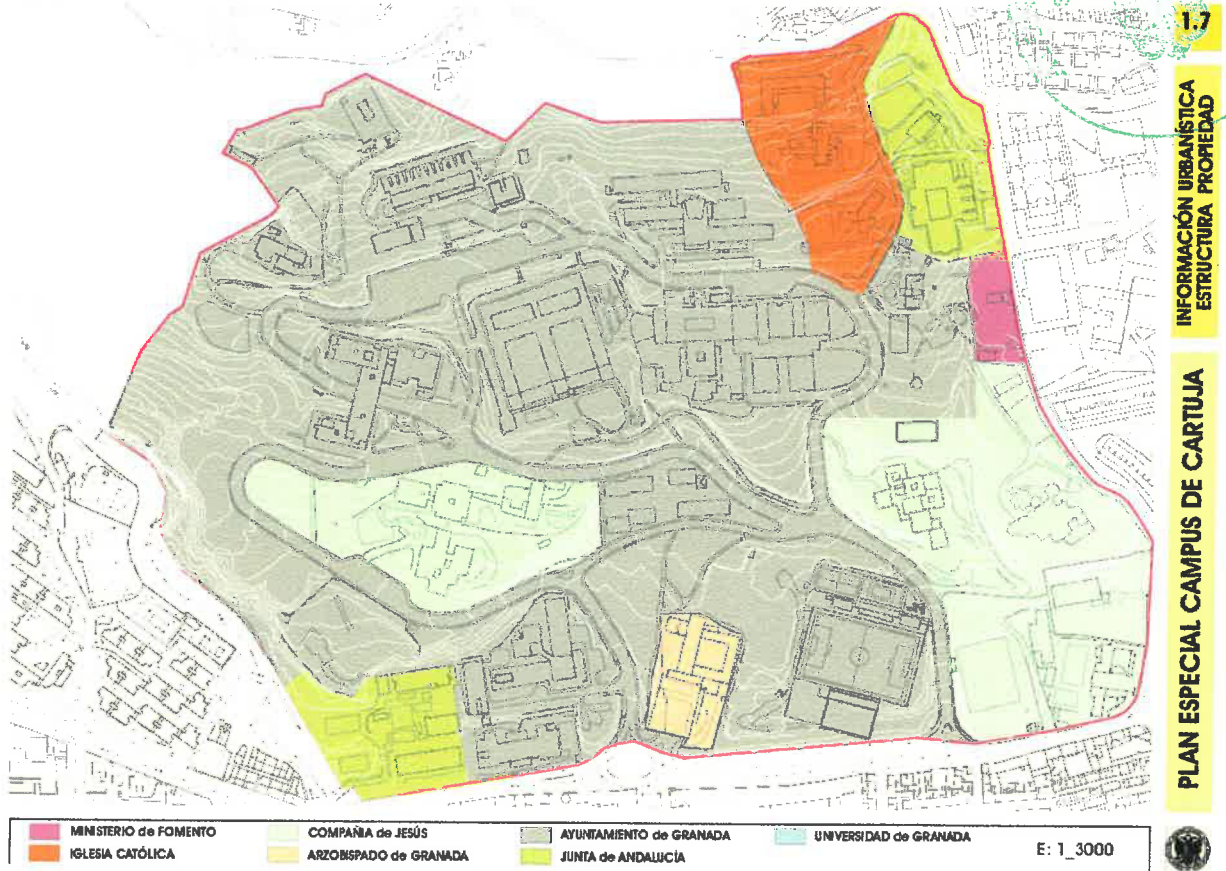 1.7
INFORMACIÓN URBANÍSTICA
ESTRUCTURA PROPIEDAD
PLAN ESPECIAL CAMPUS DE CARTUJA
MINISTERIO de FOMENTO
COMPAÑIA de JESÚS
AYUNTAMIENTO de GRANADA
UNIVERSIDAD de GRANADA
IGLESIA CATÓLICA
ARZOBISPADO de GRANADA
JUNTA de ANDALUCÍA
E: 1_3000